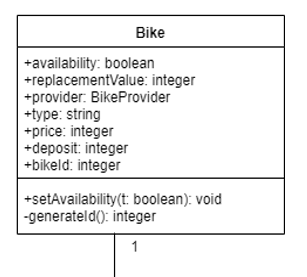 Bike
+availability: boolean
+replacementValue: integer
+provider: BikeProvider
+type: string
+price: integer
+deposit: integer
+bikeId: integer
+setAvailability(t: boolean): void
-generateId(): integer
1